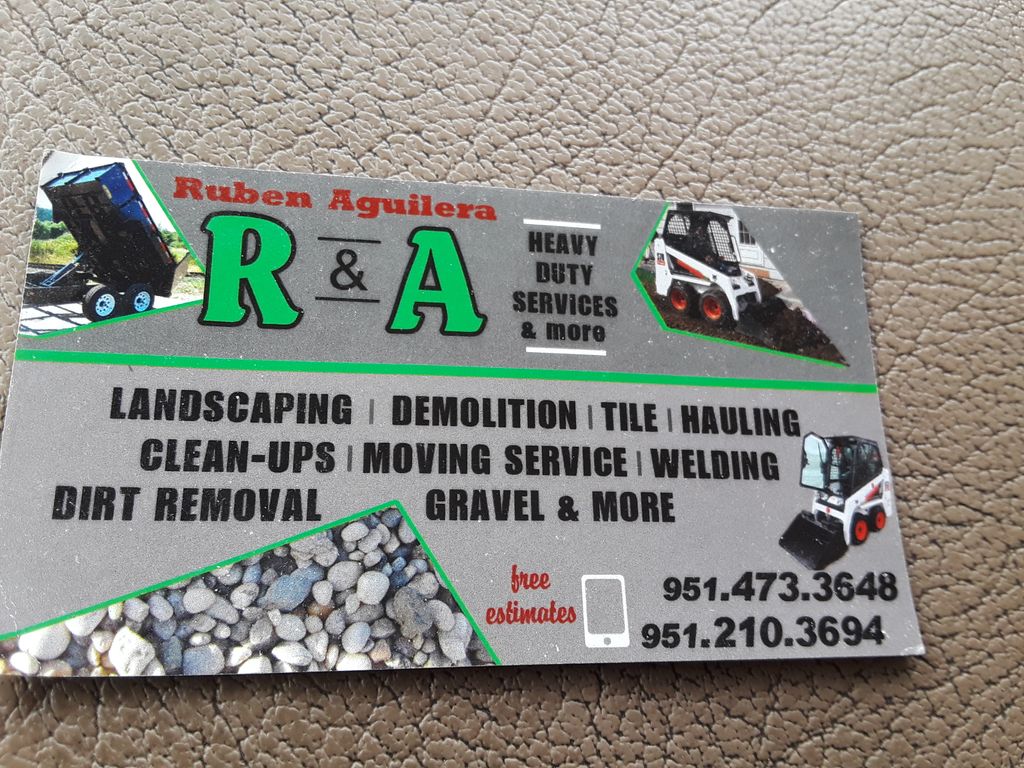 Ruben Aguilera
R & A
HEAVY
DUTY
SERVICES
& more
LANDSCAPING | DEMOLITION | TILE | HAULING
CLEAN-UPS | MOVING SERVICE | WELDING
DIRT REMOVAL GRAVEL & MORE
free
estimates
951.473.3648
951.210.3694